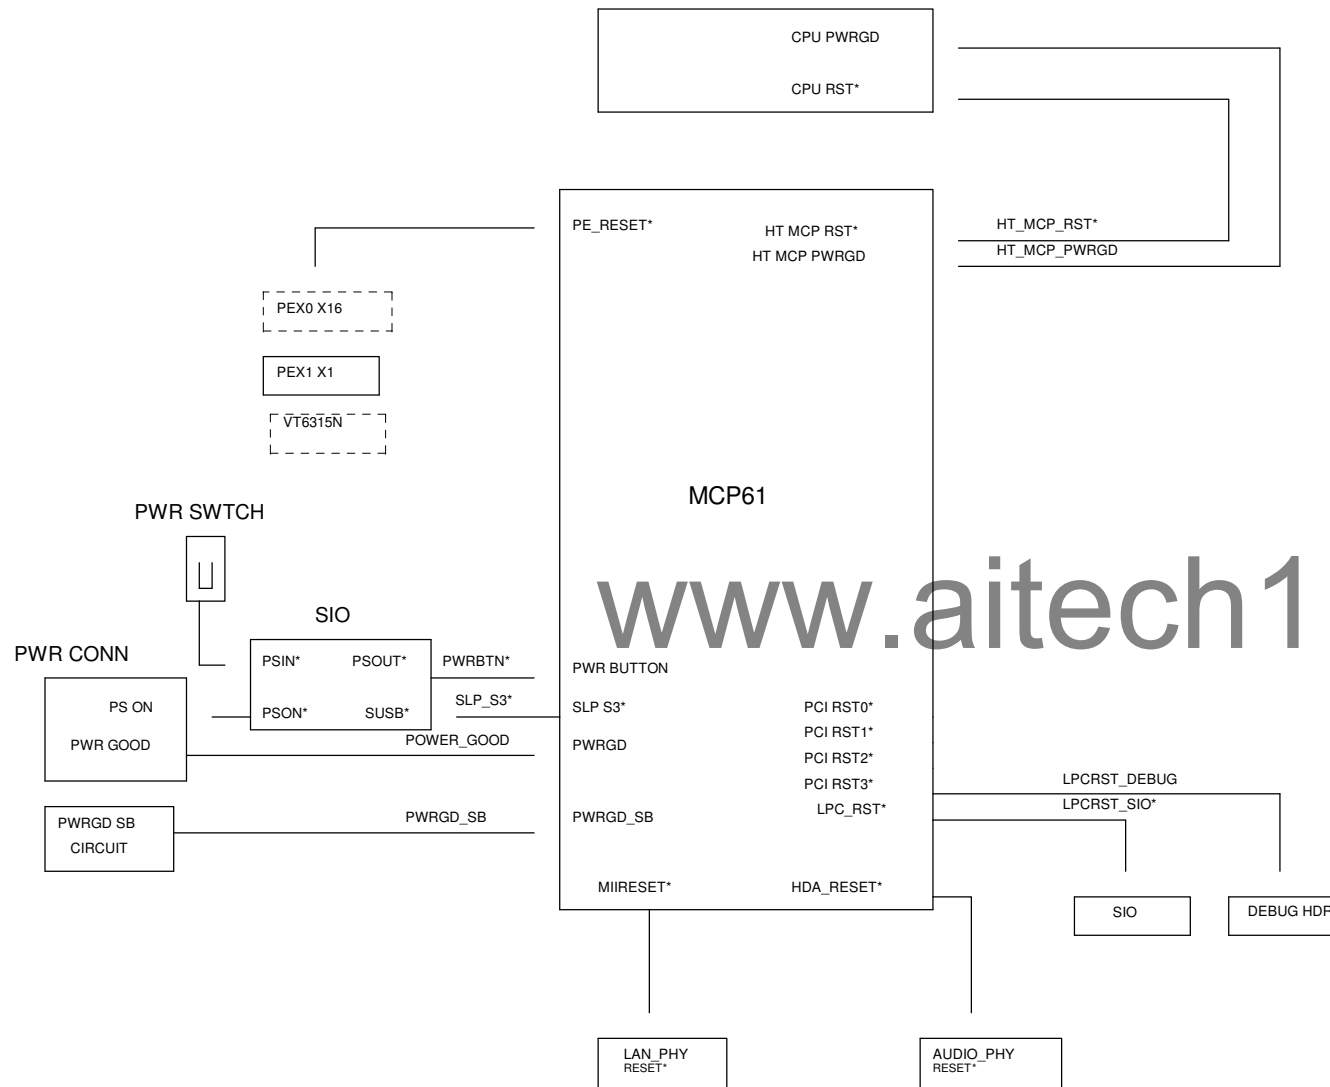 CPU PWRGD
CPU RST*
PE_RESET*
HT MCP RST*
HT_MCP_RST*
HT MCP PWRGD
HT_MCP_PWRGD
PEX0 X16
PEX1 X1
VT6315N
MCP61
PWR SWTCH
www.aitech1
SIO
PWR CONN
PSIN*
PSOUT*
PWRBTN*
PWR BUTTON
PS ON
PSON*
SUSB*
SLP_S3*
SLP S3*
PCI RST0*
PWR GOOD
POWER_GOOD
PWRGD
PCI RST1*
PCI RST2*
PCI RST3*
LPCRST_DEBUG
LPC_RST*
LPCRST_SIO*
PWRGD SB
CIRCUIT
PWRGD_SB
PWRGD_SB
MIIRESET*
HDA_RESET*
SIO
DEBUG HDR
LAN_PHY
RESET*
AUDIO_PHY
RESET*